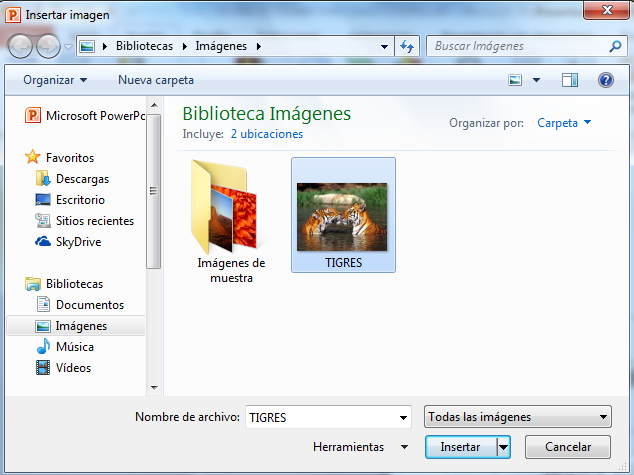 Insertar imagen
Bibliotecas
Imágenes
Buscar Imágenes
Organizar
Nueva carpeta
Microsoft PowerPo
Favoritos
Descargas
Escritorio
Sitios recientes
SkyDrive
Bibliotecas
Documentos
Imágenes
Música
Vídeos
Biblioteca Imágenes
Incluye: 2 ubicaciones
Organizar por: Carpeta
Imágenes de
muestra
TIGRES
Nombre de archivo: TIGRES
Todas las imágenes
Herramientas
Insertar
Cancelar